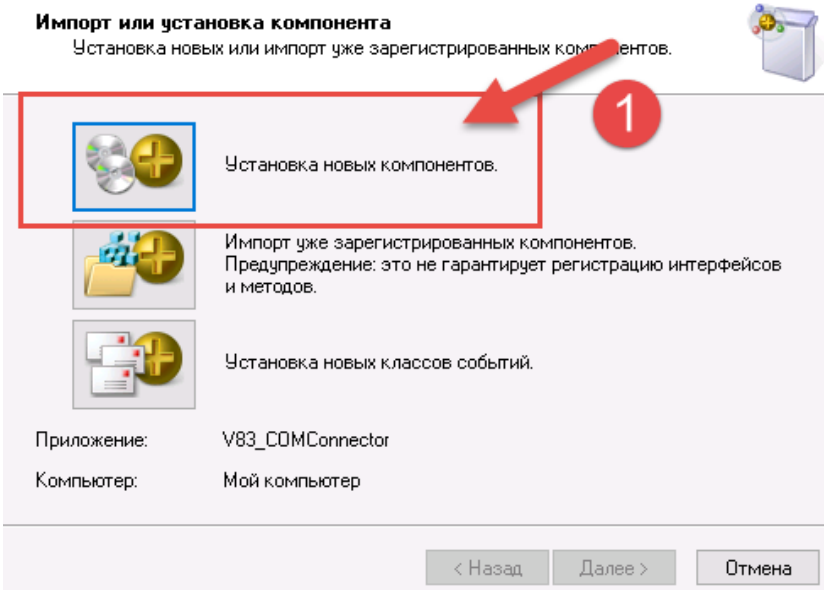 Импорт или установка компонента
Установка новых или импорт уже зарегистрированных компонентов.
1
Установка новых компонентов.
Импорт уже зарегистрированных компонентов.
Предупреждение: это не гарантирует регистрацию интерфейсов
и методов.
Установка новых классов событий.
Приложение: V83_COMConnector
Компьютер: Мой компьютер
< Назад Далее > Отмена